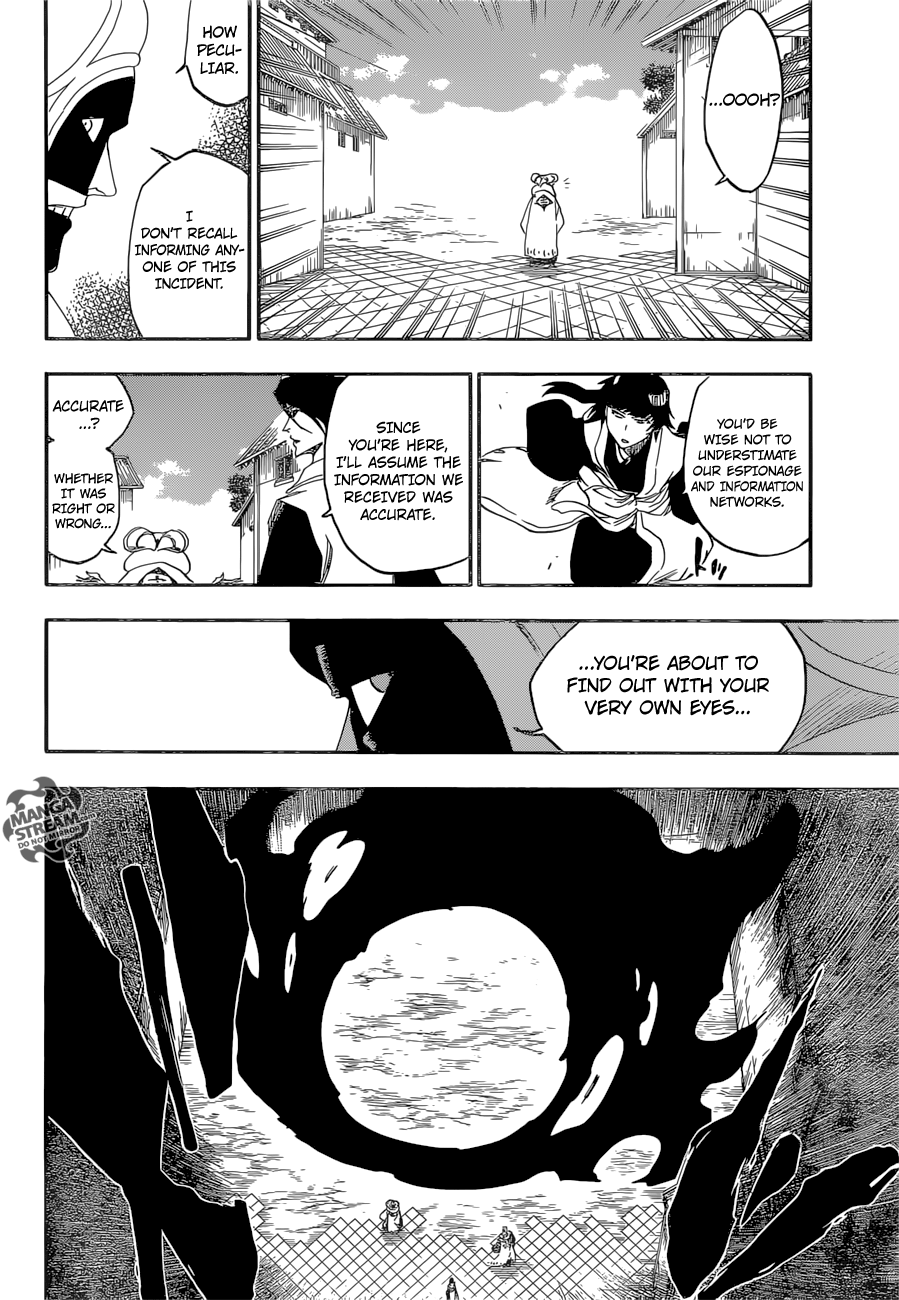 ...OOOH?
HOW
PECU-
LIAR.
I
DON'T RECALL
INFORMING ANY-
ONE OF THIS
INCIDENT.
YOU'D BE
WISE NOT TO
UNDERSTIMATE
OUR ESPIONAGE
AND INFORMATION
NETWORKS.
SINCE
YOU'RE HERE,
I'LL ASSUME THE
INFORMATION WE
RECEIVED WAS
ACCURATE.
ACCURATE
...?
WHETHER
IT WAS
RIGHT OR
WRONG...
...YOU'RE ABOUT TO
FIND OUT WITH YOUR
VERY OWN EYES...
MANGA
STREAM
DO NOT MIRROR